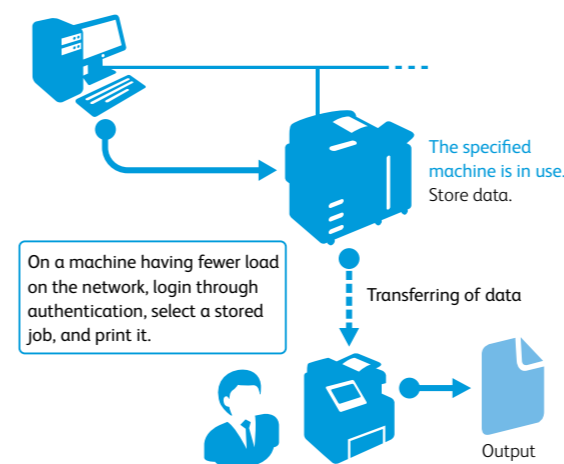 The specified
machine is in use.
Store data.
On a machine having fewer load
on the network, login through
authentication, select a stored
job, and print it.
Transferring of data
Output